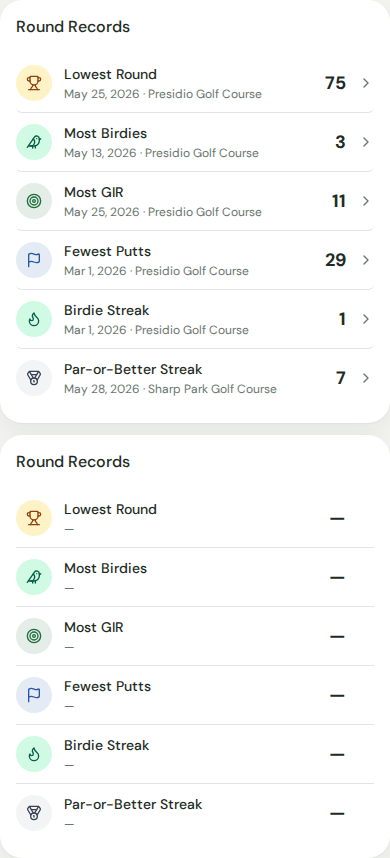 Round Records
Lowest Round
May 25, 2026 · Presidio Golf Course
75
Most Birdies
May 13, 2026 · Presidio Golf Course
3
Most GIR
May 25, 2026 · Presidio Golf Course
11
Fewest Putts
Mar 1, 2026 · Presidio Golf Course
29
Birdie Streak
Mar 1, 2026 · Presidio Golf Course
1
Par-or-Better Streak
May 28, 2026 · Sharp Park Golf Course
7
Round Records
Lowest Round
—
—
Most Birdies
—
—
Most GIR
—
—
Fewest Putts
—
—
Birdie Streak
—
—
Par-or-Better Streak
—
—